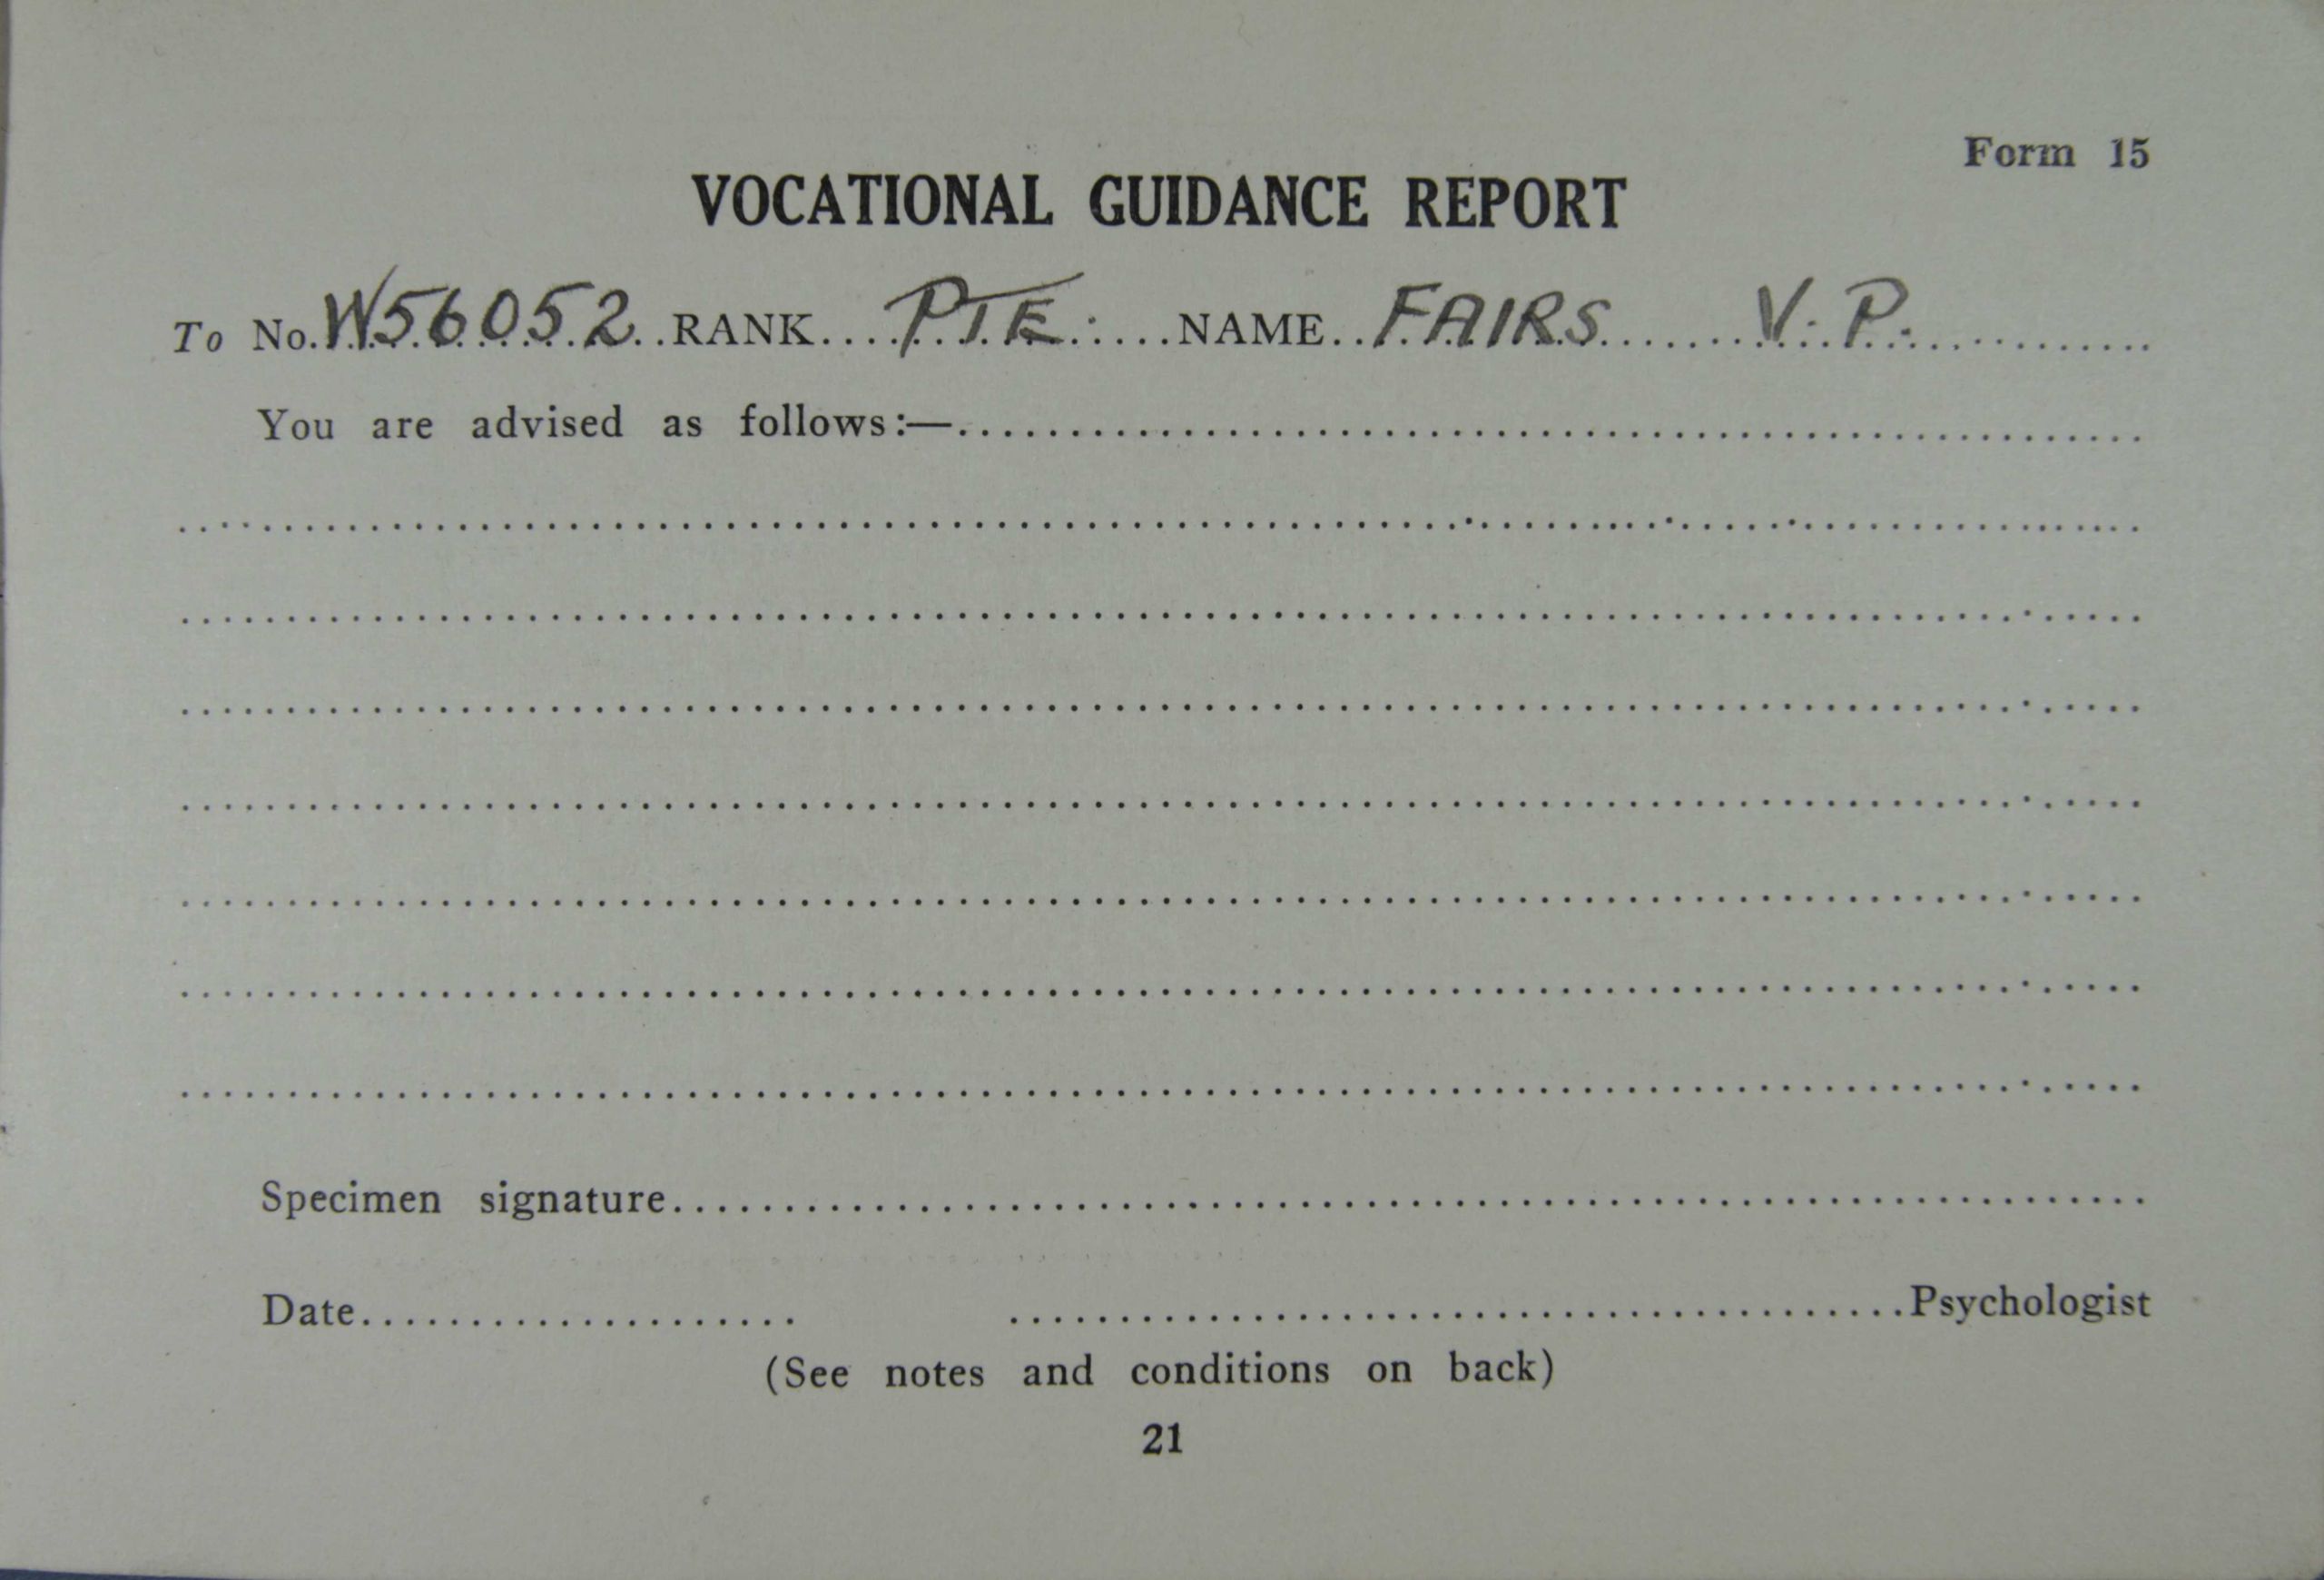 Form 15
VOCATIONAL GUIDANCE REPORT
To No. W56052 RANK PTE. NAME FAIRS V. P.
You are advised as follows:—
Specimen signature
Date Psychologist
(See notes and conditions on back)
21